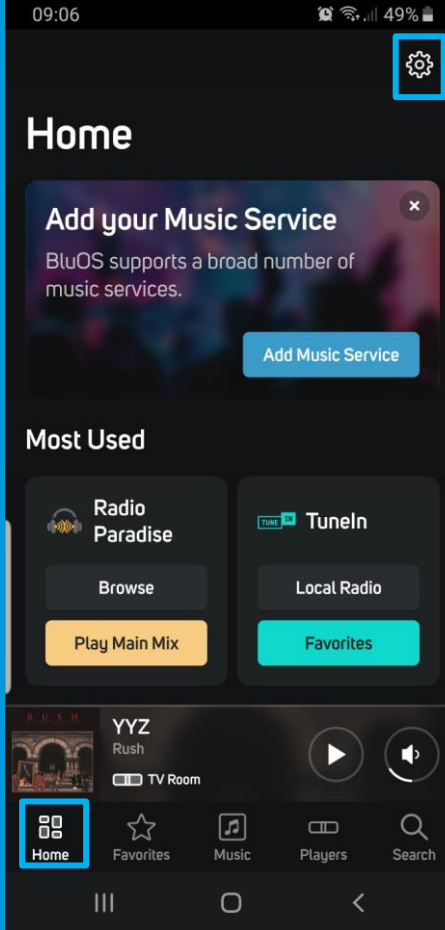 09:06
49%
Home
Add your Music Service
BluOS supports a broad number of
music services.
Add Music Service
Most Used
Radio
Paradise
TUNE IN TuneIn
Browse
Local Radio
Play Main Mix
Favorites
RUSH
YYZ
Rush
TV Room
Home
Favorites
Music
Players
Search